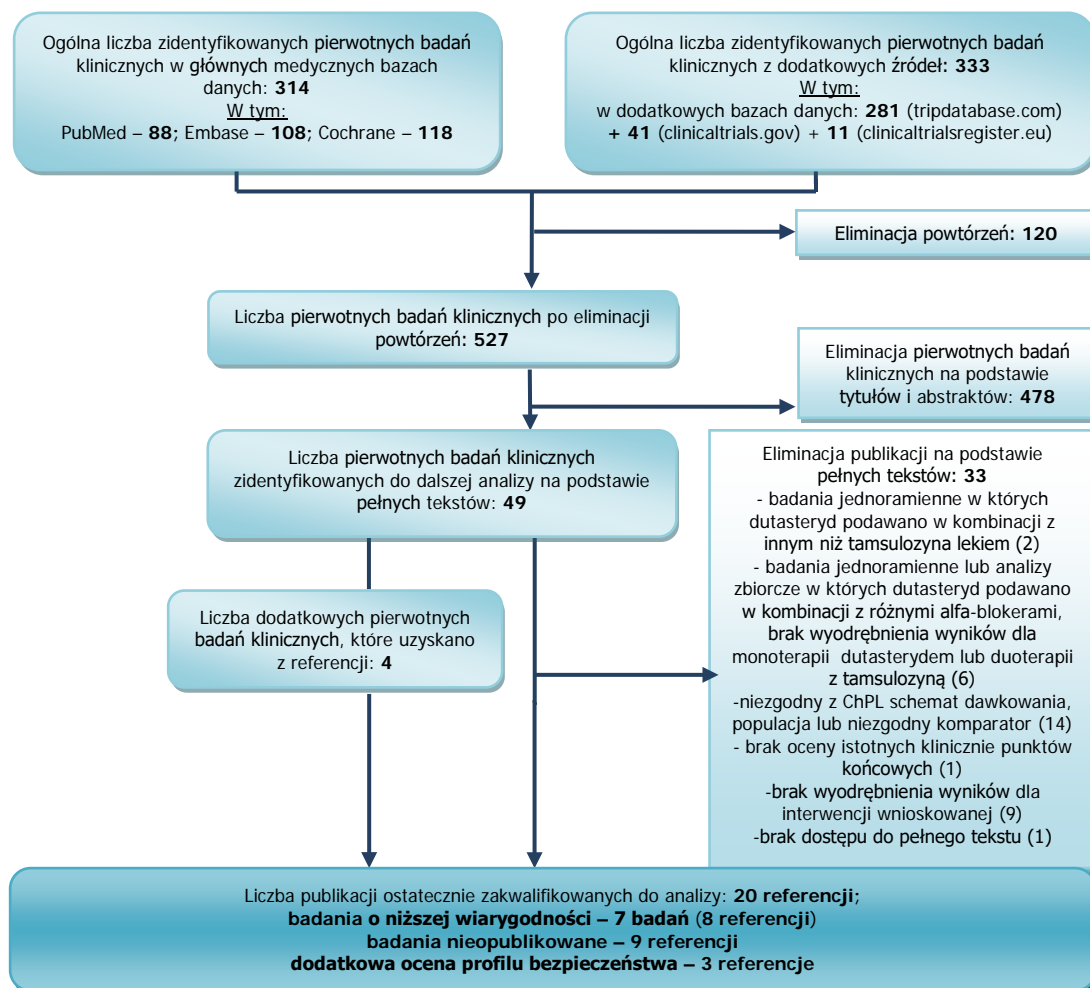 Ogólna liczba zidentyfikowanych pierwotnych badań
klinicznych w głównych medycznych bazach
danych: 314
W tym:
PubMed – 88; Embase – 108; Cochrane – 118
Ogólna liczba zidentyfikowanych pierwotnych badań
klinicznych z dodatkowych źródeł: 333
W tym:
w dodatkowych bazach danych: 281 (tripdatabase.com)
+ 41 (clinicaltrials.gov) + 11 (clinicaltrialsregister.eu)
Eliminacja powtórzeń: 120
Liczba pierwotnych badań klinicznych po eliminacji
powtórzeń: 527
Eliminacja pierwotnych badań
klinicznych na podstawie
tytułów i abstraktów: 478
Liczba pierwotnych badań klinicznych
zidentyfikowanych do dalszej analizy na podstawie
pełnych tekstów: 49
Eliminacja publikacji na podstawie
pełnych tekstów: 33
- badania jednoramienne w których
dutasteryd podawano w kombinacji z
innym niż tamsulozyna lekiem (2)
- badania jednoramienne lub analizy
zbiorcze w których dutasteryd podawano
w kombinacji z różnymi alfa-blokerami,
brak wyodrębnienia wyników dla
monoterapii dutasterydem lub duoterapii
z tamsulozyną (6)
-niezgodny z ChPL schemat dawkowania,
populacja lub niezgodny komparator (14)
- brak oceny istotnych klinicznie punktów
końcowych (1)
-brak wyodrębnienia wyników dla
interwencji wnioskowanej (9)
-brak dostępu do pełnego tekstu (1)
Liczba dodatkowych pierwotnych
badań klinicznych, które uzyskano
z referencji: 4
Liczba publikacji ostatecznie zakwalifikowanych do analizy: 20 referencji;
badania o niższej wiarygodności – 7 badań (8 referencji)
badania nieopublikowane – 9 referencji
dodatkowa ocena profilu bezpieczeństwa – 3 referencje